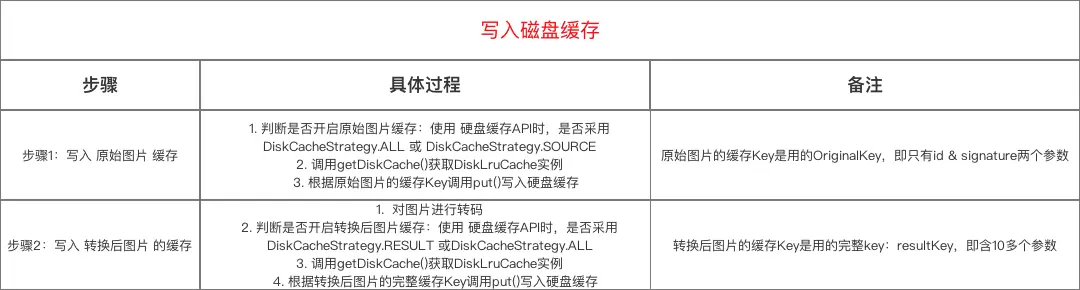 写入磁盘缓存
步骤
具体过程
备注
步骤1：写入 原始图片 缓存
1. 判断是否开启原始图片缓存：使用 硬盘缓存API时，是否采用
DiskCacheStrategy.ALL 或 DiskCacheStrategy.SOURCE
2. 调用getDiskCache()获取DiskLruCache实例
3. 根据原始图片的缓存Key调用put()写入硬盘缓存
原始图片的缓存Key是用的OriginalKey，即只有id & signature两个参数
步骤2：写入 转换后图片 的缓存
1. 对图片进行转码
2. 判断是否开启转换后图片缓存：使用 硬盘缓存API时，是否采用
DiskCacheStrategy.RESULT 或DiskCacheStrategy.ALL
3. 调用getDiskCache()获取DiskLruCache实例
4. 根据转换后图片的完整缓存Key调用put()写入硬盘缓存
转换后图片的缓存Key是用的完整key：resultKey，即含10多个参数